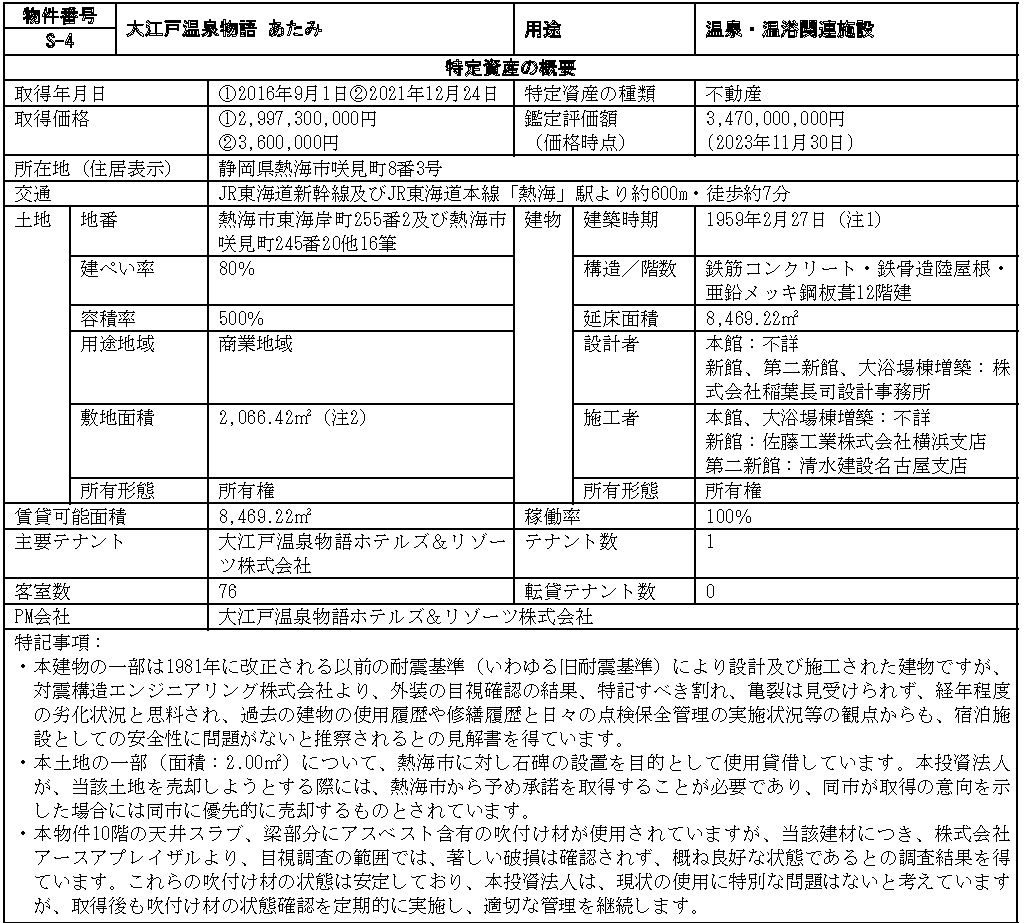 物件番号
S-4
大江戸温泉物語 あたみ
用途
温泉・温浴関連施設
特定資産の概要
取得年月日
①2016年9月1日②2021年12月24日
特定資産の種類
不動産
取得価格
①2,997,300,000円
②3,600,000円
鑑定評価額
(価格時点)
3,470,000,000円
(2023年11月30日)
所在地（住居表示）
静岡県熱海市咲見町8番3号
交通
JR東海道新幹線及びJR東海道本線「熱海」駅より約600m・徒歩約7分
土地
地番
熱海市東海岸町255番2及び熱海市
咲見町245番20他16筆
建物
建築時期
1959年2月27日（注1）
建ぺい率
80%
構造／階数
鉄筋コンクリート・鉄骨造陸屋根・
亜鉛メッキ鋼板葺12階建
容積率
500%
延床面積
8,469.22㎡
用途地域
商業地域
設計者
本館：不詳
新館、第二新館、大浴場棟増築：株
式会社稲葉長司設計事務所
敷地面積
2,066.42㎡（注2）
施工者
本館、大浴場棟増築：不詳
新館：佐藤工業株式会社横浜支店
第二新館：清水建設名古屋支店
所有形態
所有権
所有形態
所有権
賃貸可能面積
8,469.22㎡
稼働率
100%
主要テナント
大江戸温泉物語ホテルズ＆リゾー
ツ株式会社
テナント数
1
客室数
76
転貸テナント数
0
PM会社
大江戸温泉物語ホテルズ＆リゾーツ株式会社
特記事項：
・本建物の一部は1981年に改正される以前の耐震基準（いわゆる旧耐震基準）により設計及び施工された建物ですが、
対震構造エンジニアリング株式会社より、外装の目視確認の結果、特記すべき割れ、亀裂は見受けられず、経年程度
の劣化状況と思料され、過去の建物の使用履歴や修繕履歴と日々の点検保全管理の実施状況等の観点からも、宿泊施
設としての安全性に問題がないと推察されるとの見解書を得ています。
・本土地の一部（面積：2.00㎡）について、熱海市に対し石碑の設置を目的として使用貸借しています。本投資法人
が、当該土地を売却しようとする際には、熱海市から予め承諾を取得することが必要であり、同市が取得の意向を示
した場合には同市に優先的に売却するものとされています。
・本物件10階の天井スラブ、梁部分にアスベスト含有の吹付け材が使用されていますが、当該建材につき、株式会社
アースアプレイザルより、目視調査の範囲では、著しい破損は確認されず、概ね良好な状態であるとの調査結果を得
ています。これらの吹付け材の状態は安定しており、本投資法人は、現状の使用に特別な問題はないと考えています
が、取得後も吹付け材の状態確認を定期的に実施し、適切な管理を継続します。